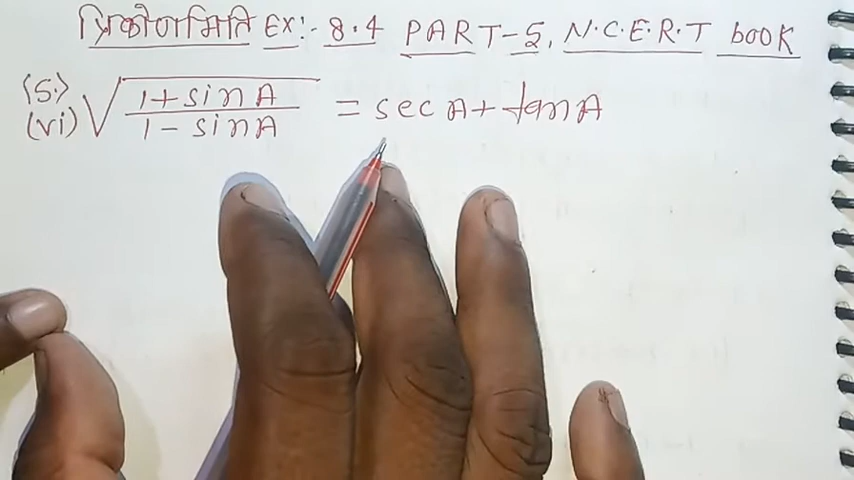 त्रिकोणमिति EX:- 8.4 PART-5, N.C.E.R.T book
(5.)
(vi) √(1+sinA / 1-sinA) = secA+tanA